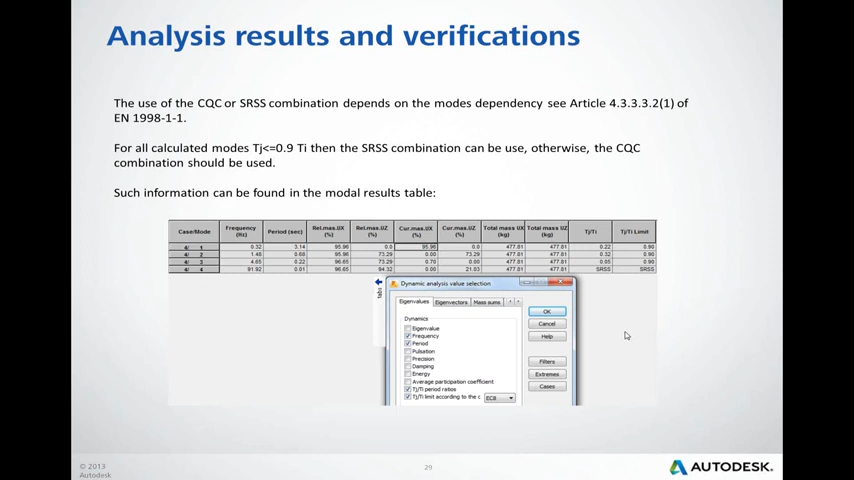 Analysis results and verifications
The use of the CQC or SRSS combination depends on the modes dependency see Article 4.3.3.3.2(1) of
EN 1998-1-1.
For all calculated modes Tj<=0.9 Ti then the SRSS combination can be use, otherwise, the CQC
combination should be used.
Such information can be found in the modal results table:
Case/Mode Frequency (Hz) Period (sec) Rel.mas.UX (%) Rel.mas.UZ (%) Cur.mas.UX (%) Cur.mas.UZ (%) Total mass UX (kg) Total mass UZ (kg) Tj/Ti Tj/Ti Limit
4/ 1 0.32 3.14 95.96 0.0 95.96 0.0 477.81 477.81 0.22 0.90
4/ 2 1.48 0.68 95.96 73.29 0.00 73.29 477.81 477.81 0.32 0.90
4/ 3 4.65 0.22 96.65 73.29 0.70 0.00 477.81 477.81 0.05 0.90
4/ 4 91.92 0.01 96.65 94.32 0.00 21.03 477.81 477.81 SRSS SRSS
tabs
Dynamic analysis value selection
Eigenvalues Eigenvectors Mass sums
Dynamics
Eigenvalue
Frequency
Period
Pulsation
Precision
Damping
Energy
Average participation coefficient
Tj/Ti period ratios
Tj/Ti limit according to the c EC8
OK
Cancel
Help
Filters
Extremes
Cases
© 2013
Autodesk
29
AUTODESK.